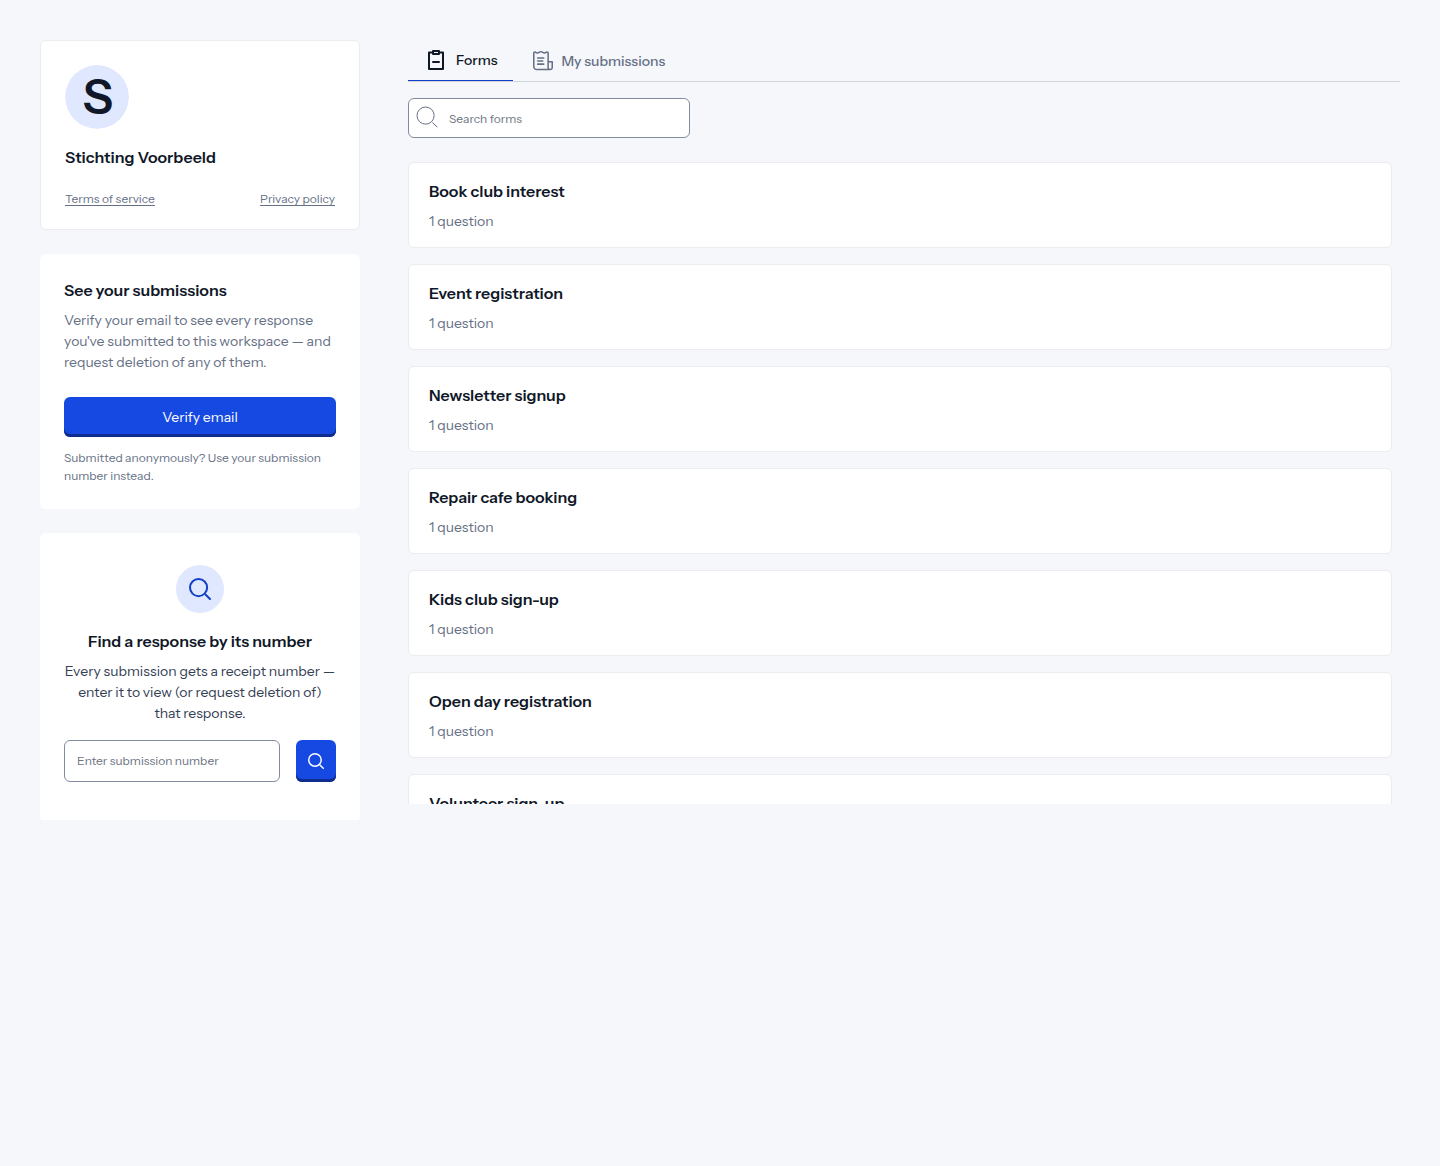 S
Stichting Voorbeeld
Terms of service
Privacy policy
See your submissions
Verify your email to see every response
you've submitted to this workspace — and
request deletion of any of them.
Verify email
Submitted anonymously? Use your submission
number instead.
Find a response by its number
Every submission gets a receipt number —
enter it to view (or request deletion of)
that response.
Enter submission number
Forms
My submissions
Search forms
Book club interest
1 question
Event registration
1 question
Newsletter signup
1 question
Repair cafe booking
1 question
Kids club sign-up
1 question
Open day registration
1 question
Volunteer sign-up